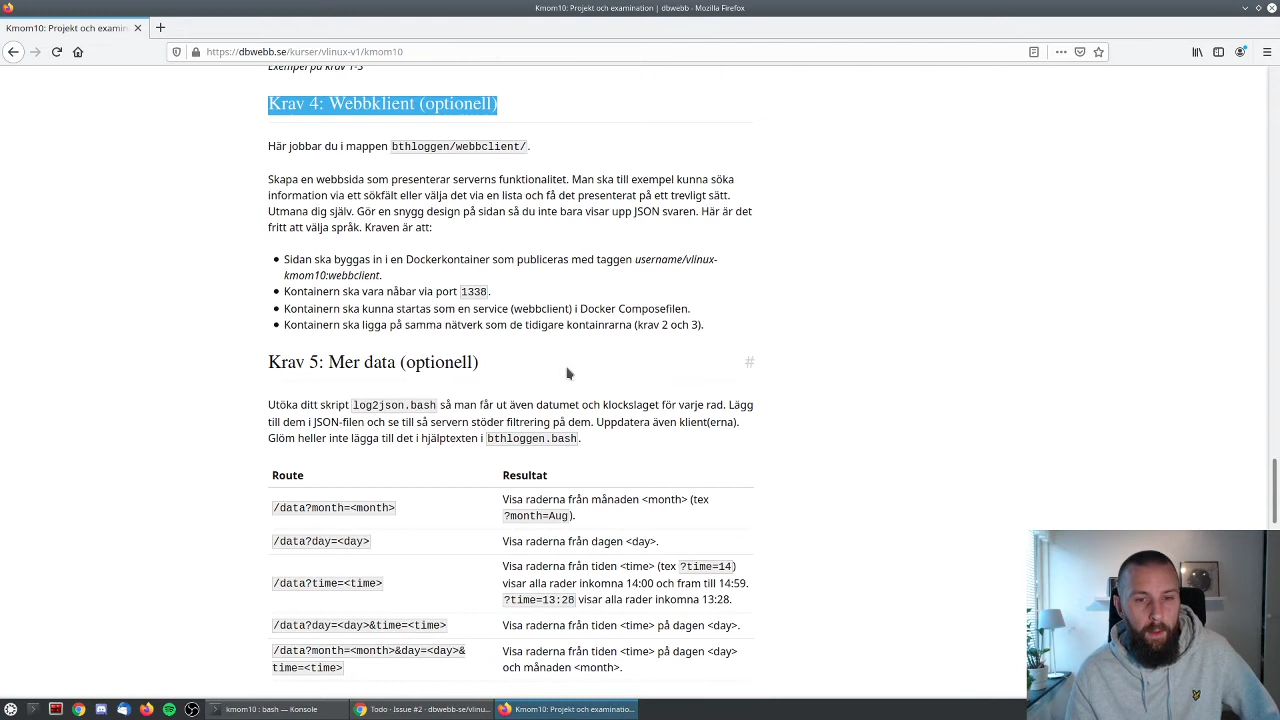 Kmom10: Projekt och examination | dbwebb - Mozilla Firefox
Kmom10: Projekt och examin
https://dbwebb.se/kurser/vlinux-v1/kmom10
Exempel på krav 1-3
Krav 4: Webbklient (optionell)
Här jobbar du i mappen bthloggen/webbclient/.
Skapa en webbsida som presenterar serverns funktionalitet. Man ska till exempel kunna söka
information via ett sökfält eller välja det via en lista och få det presenterat på ett trevligt sätt.
Utmana dig själv. Gör en snygg design på sidan så du inte bara visar upp JSON svaren. Här är det
fritt att välja språk. Kraven är att:
Sidan ska byggas in i en Dockerkontainer som publiceras med taggen username/vlinux-
kmom10:webbclient.
Kontainern ska vara nåbar via port 1338.
Kontainern ska kunna startas som en service (webbclient) i Docker Composefilen.
Kontainern ska ligga på samma nätverk som de tidigare kontainrarna (krav 2 och 3).
Krav 5: Mer data (optionell)
#
Utöka ditt skript log2json.bash så man får ut även datumet och klockslaget för varje rad. Lägg
till dem i JSON-filen och se till så servern stöder filtrering på dem. Uppdatera även klient(erna).
Glöm heller inte lägga till det i hjälptexten i bthloggen.bash.
Route Resultat
/data?month=<month> Visa raderna från månaden <month> (tex
?month=Aug).
/data?day=<day> Visa raderna från dagen <day>.
/data?time=<time> Visa raderna från tiden <time> (tex ?time=14)
visar alla rader inkomna 14:00 och fram till 14:59.
?time=13:28 visar alla rader inkomna 13:28.
/data?day=<day>&time=<time> Visa raderna från tiden <time> på dagen <day>.
/data?month=<month>&day=<day>& Visa raderna från tiden <time> på dagen <day>
time=<time> och månaden <month>.
kmom10 : bash — Konsole
Todo · Issue #2 · dbwebb-se/vlinu...
Kmom10: Projekt och examinatio...